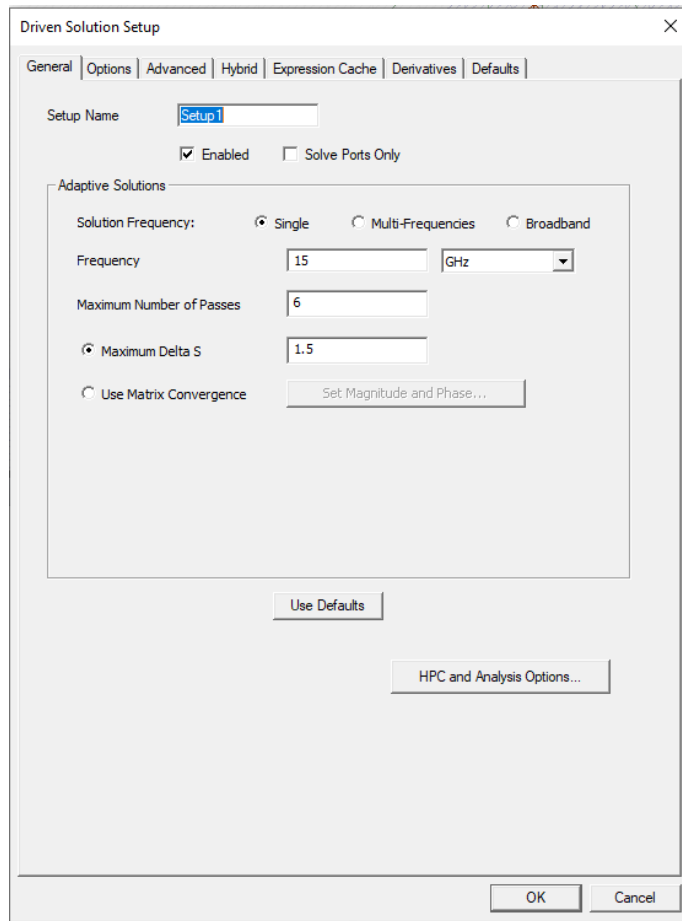 Driven Solution Setup
General Options Advanced Hybrid Expression Cache Derivatives Defaults
Setup Name Setup1
Enabled Solve Ports Only
Adaptive Solutions
Solution Frequency: Single Multi-Frequencies Broadband
Frequency 15 GHz
Maximum Number of Passes 6
Maximum Delta S 1.5
Use Matrix Convergence Set Magnitude and Phase...
Use Defaults
HPC and Analysis Options...
OK Cancel